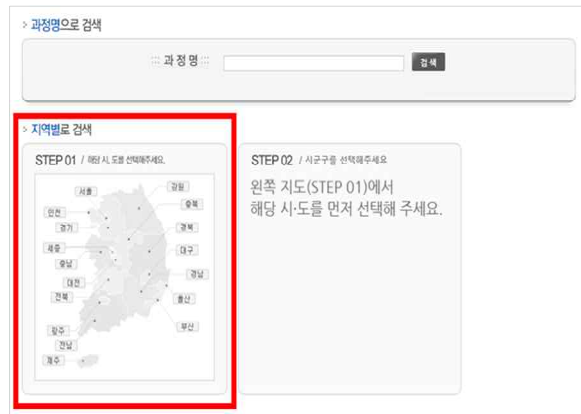 > 과정명으로 검색
::: 과 정 명 :::
검색
> 지역별로 검색
STEP 01 / 해당 시, 도를 선택해주세요.
서울
강원
인천
충북
경기
경북
세종
대구
충남
경남
대전
전북
울산
광주
부산
전남
제주
STEP 02 / 시군구를 선택해주세요
왼쪽 지도(STEP 01)에서
해당 시·도를 먼저 선택해 주세요.